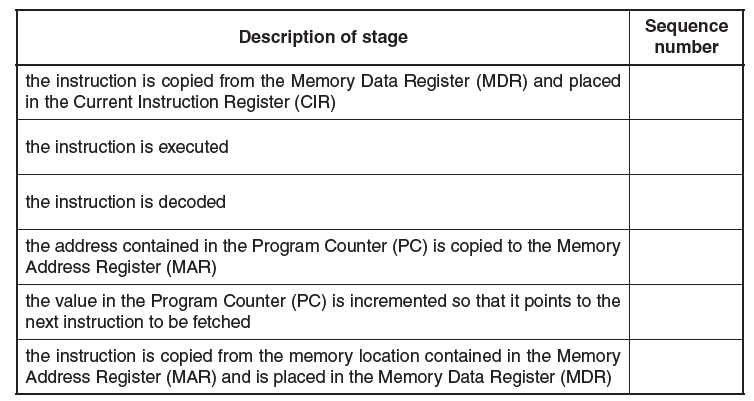 Description of stage
Sequence
number
the instruction is copied from the Memory Data Register (MDR) and placed
in the Current Instruction Register (CIR)
the instruction is executed
the instruction is decoded
the address contained in the Program Counter (PC) is copied to the Memory
Address Register (MAR)
the value in the Program Counter (PC) is incremented so that it points to the
next instruction to be fetched
the instruction is copied from the memory location contained in the Memory
Address Register (MAR) and is placed in the Memory Data Register (MDR)